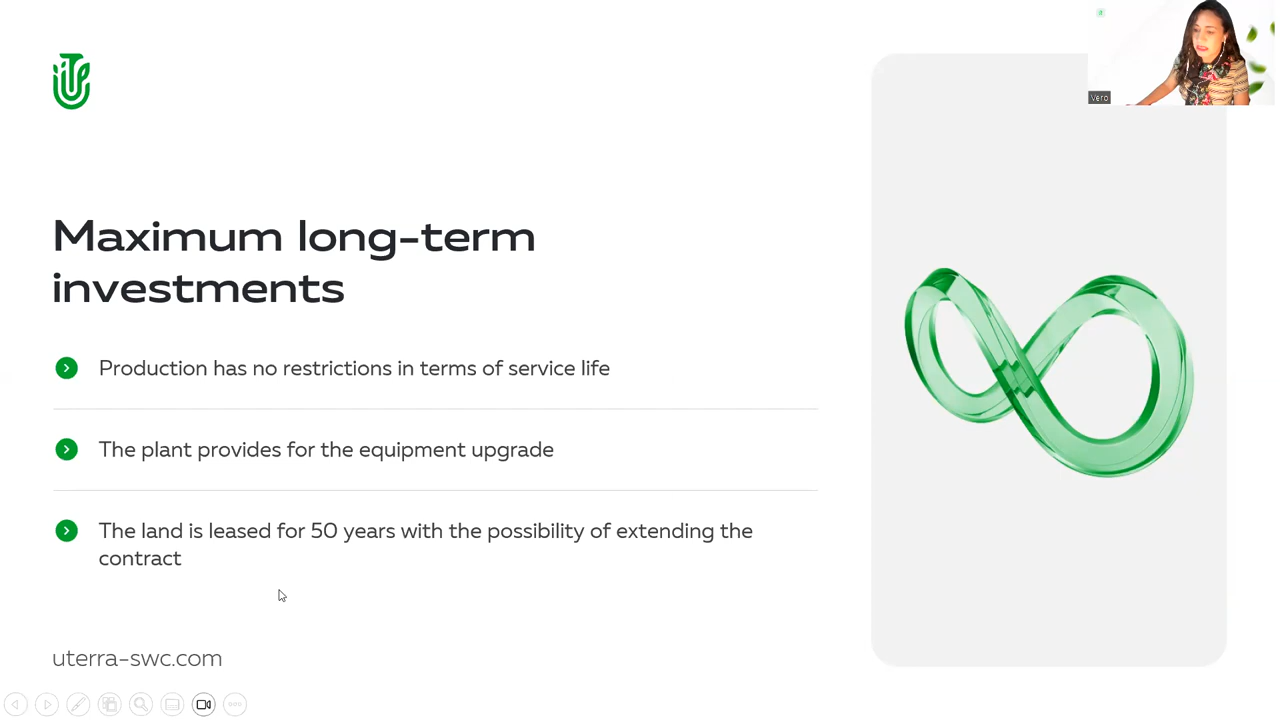 Vero
Maximum long-term
investments
Production has no restrictions in terms of service life
The plant provides for the equipment upgrade
The land is leased for 50 years with the possibility of extending the
contract
uterra-swc.com